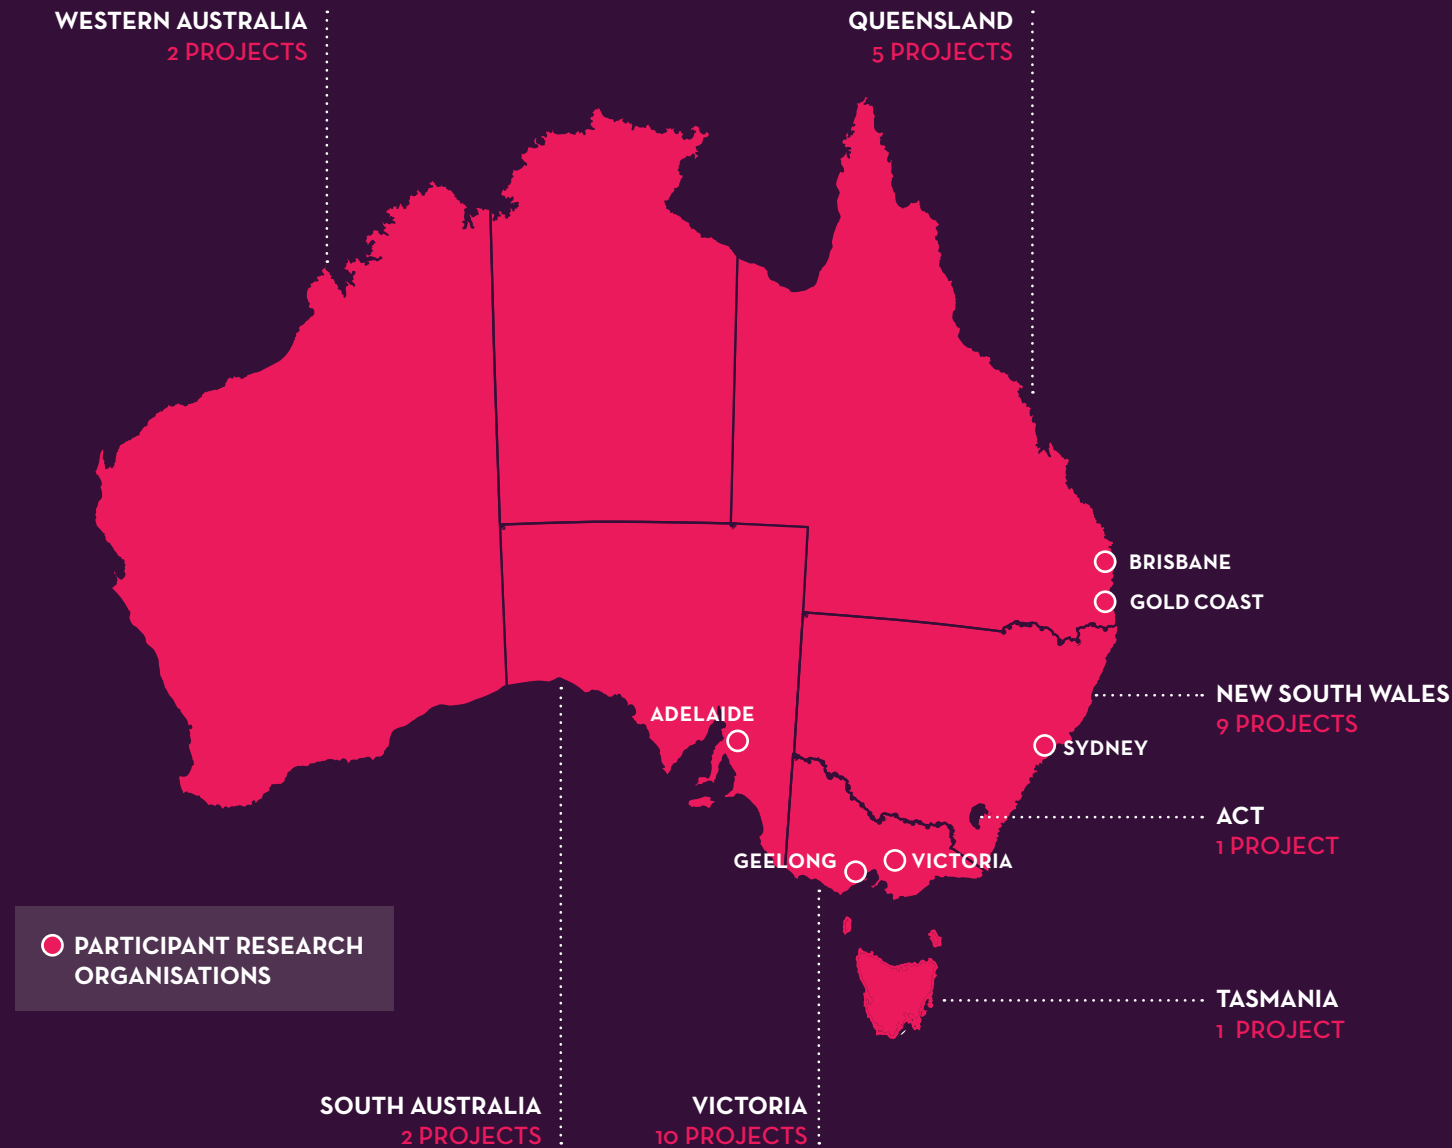 WESTERN AUSTRALIA
2 PROJECTS
QUEENSLAND
5 PROJECTS
BRISBANE
GOLD COAST
NEW SOUTH WALES
9 PROJECTS
ADELAIDE
SYDNEY
ACT
1 PROJECT
GEELONG
VICTORIA
PARTICIPANT RESEARCH
ORGANISATIONS
TASMANIA
1 PROJECT
SOUTH AUSTRALIA
2 PROJECTS
VICTORIA
10 PROJECTS